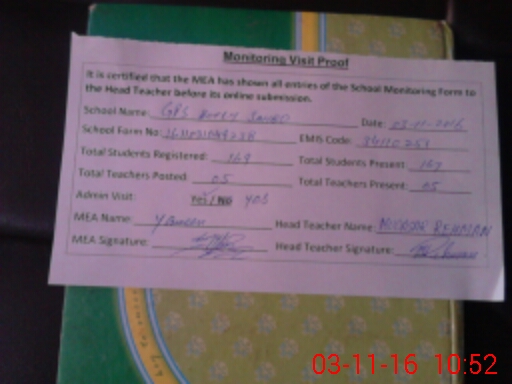 Monitoring Visit Proof
It is certified that the MEA has shown all entries of the School Monitoring Form to
the Head Teacher before its online submission.
School Name: GPS Date: 03-11-2016
School Form No: EMIS Code:
Total Students Registered: 169 Total Students Present: 167
Total Teachers Posted: 05 Total Teachers Present: 05
Admin Visit: Yes / No yos
MEA Name: Head Teacher Name: REHMAN
MEA Signature: Head Teacher Signature:
03-11-16 10:52